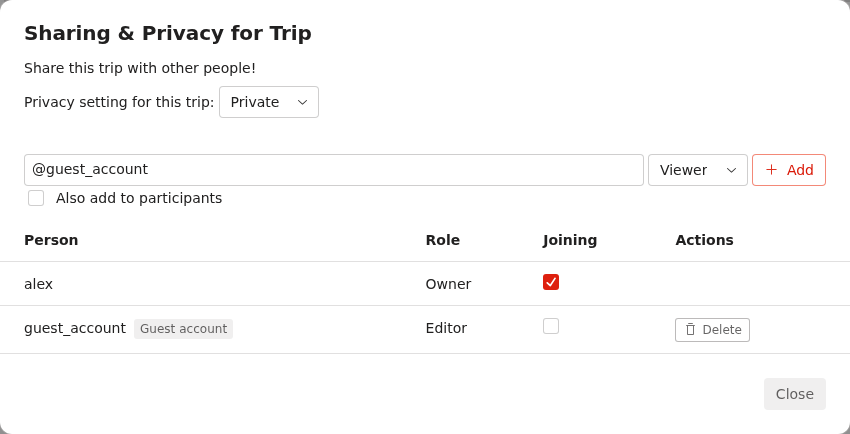 Sharing & Privacy for Trip
Share this trip with other people!
Privacy setting for this trip: Private
@guest_account Viewer Add
Also add to participants
Person Role Joining Actions
alex Owner
guest_account Guest account Editor Delete
Close